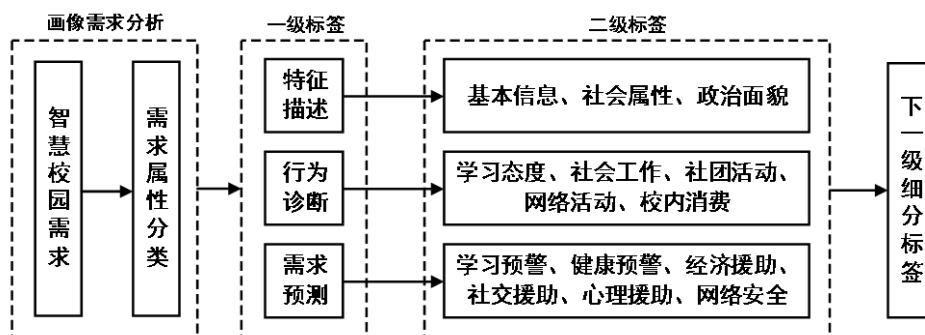 画像需求分析
一级标签
二级标签
智慧校园需求
需求属性分类
特征
描述
基本信息、社会属性、政治面貌
行为
诊断
学习态度、社会工作、社团活动、
网络活动、校内消费
需求
预测
学习预警、健康预警、经济援助、
社交援助、心理援助、网络安全
下一级细分标签